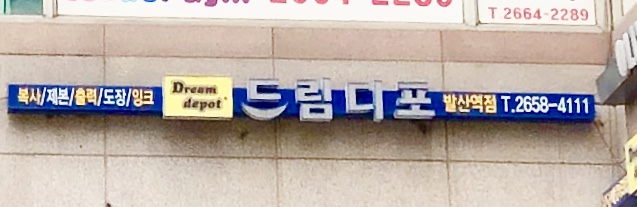 T 2664-2289
복사/제본/출력/도장/잉크
Dream
depot
드림디포
발산역점 T.2658-4111